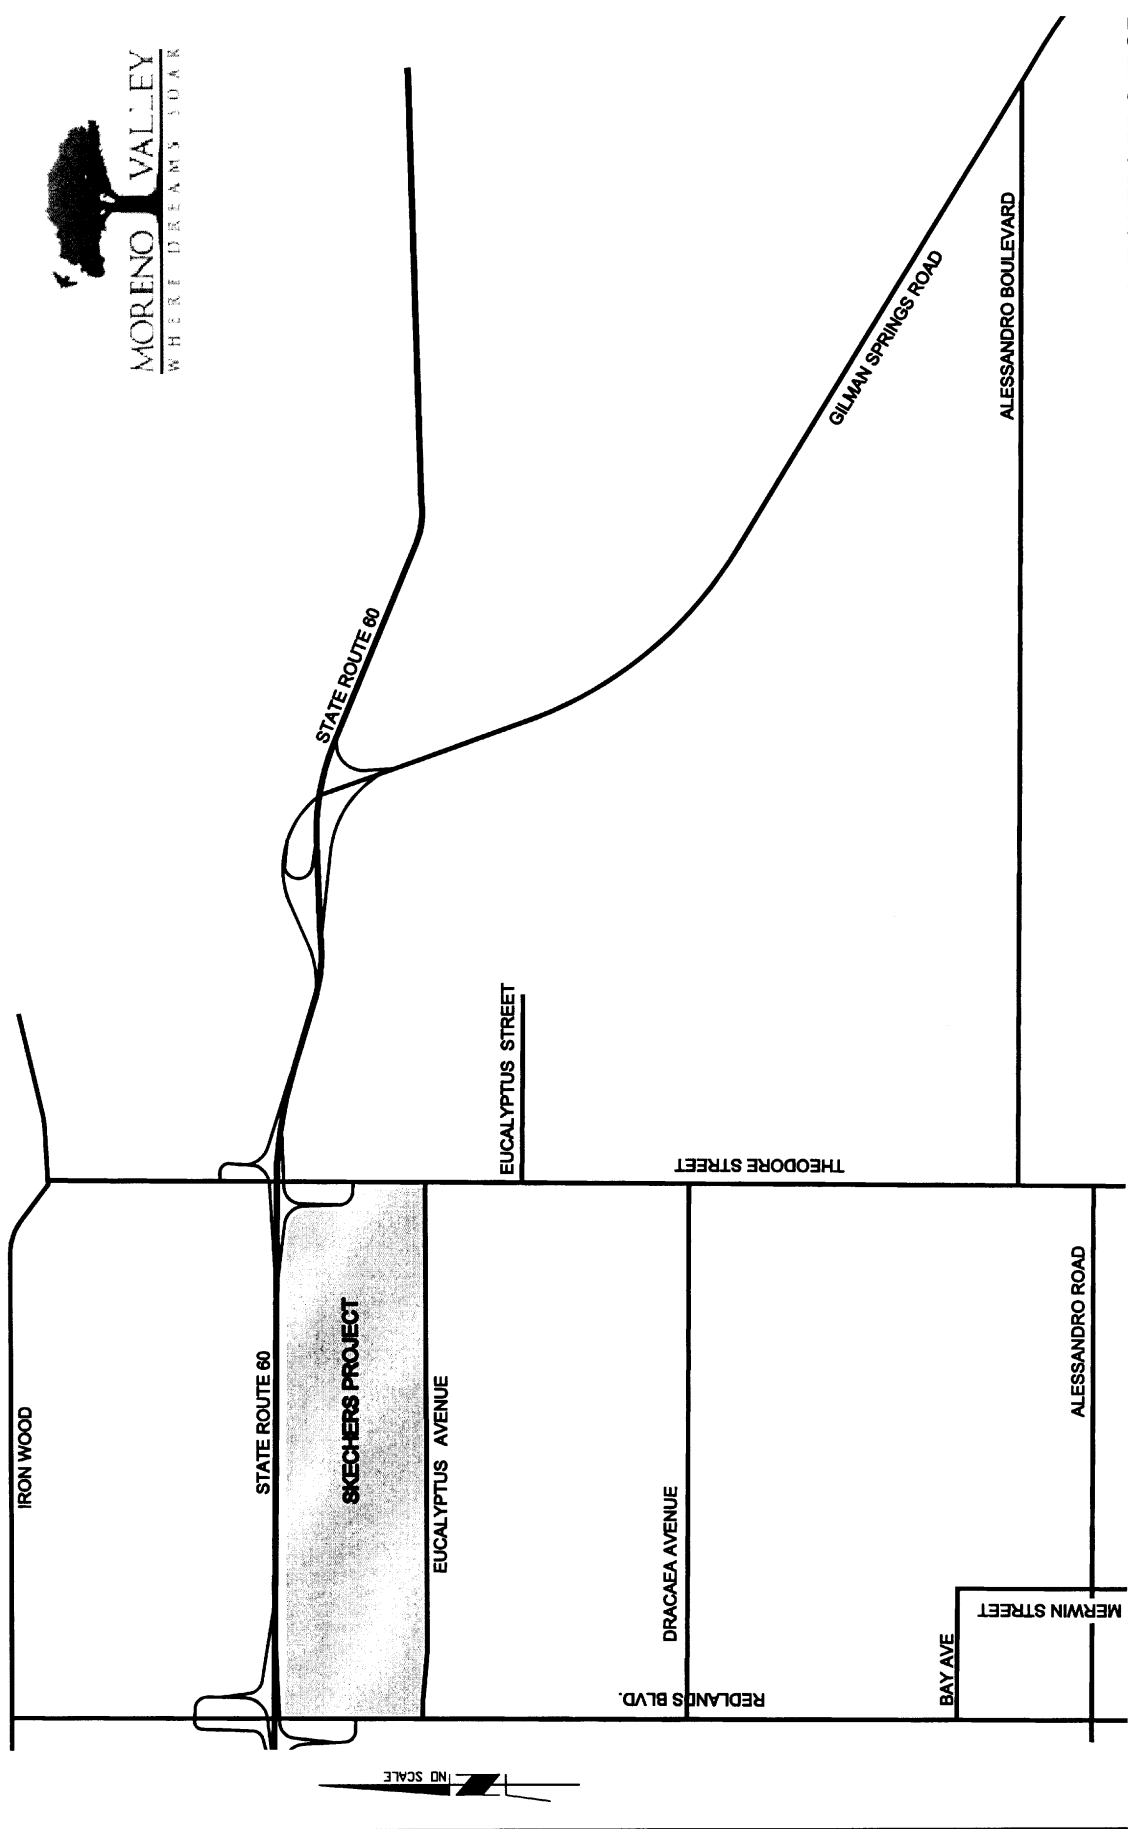 MORENO VALLEY
WHERE DREAMS SOAR
STATE ROUTE 60
GILMAN SPRINGS ROAD
ALESSANDRO BOULEVARD
EUCALYPTUS STREET
THEODORE STREET
IRON WOOD
STATE ROUTE 60
SKECHERS PROJECT
EUCALYPTUS AVENUE
DRACAEA AVENUE
ALESSANDRO ROAD
REDLANDS BLVD.
BAY AVE
MERWIN STREET
NO SCALE